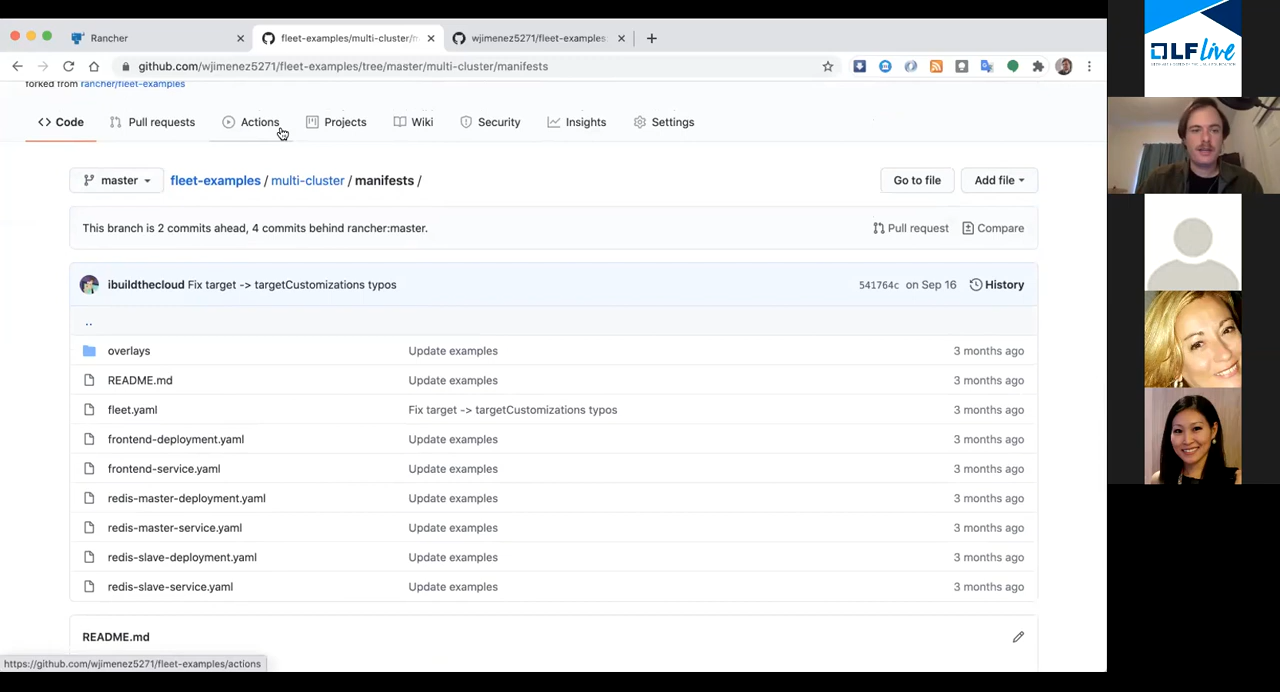 Rancher
fleet-examples/multi-cluster/m
wjimenez5271/fleet-examples:
github.com/wjimenez5271/fleet-examples/tree/master/multi-cluster/manifests
forked from rancher/fleet-examples
Code Pull requests Actions Projects Wiki Security Insights Settings
master fleet-examples / multi-cluster / manifests / Go to file Add file
This branch is 2 commits ahead, 4 commits behind rancher:master. Pull request Compare
ibuildthecloud Fix target -> targetCustomizations typos 541764c on Sep 16 History
..
overlays Update examples 3 months ago
README.md Update examples 3 months ago
fleet.yaml Fix target -> targetCustomizations typos 3 months ago
frontend-deployment.yaml Update examples 3 months ago
frontend-service.yaml Update examples 3 months ago
redis-master-deployment.yaml Update examples 3 months ago
redis-master-service.yaml Update examples 3 months ago
redis-slave-deployment.yaml Update examples 3 months ago
redis-slave-service.yaml Update examples 3 months ago
README.md
https://github.com/wjimenez5271/fleet-examples/actions
LF Live